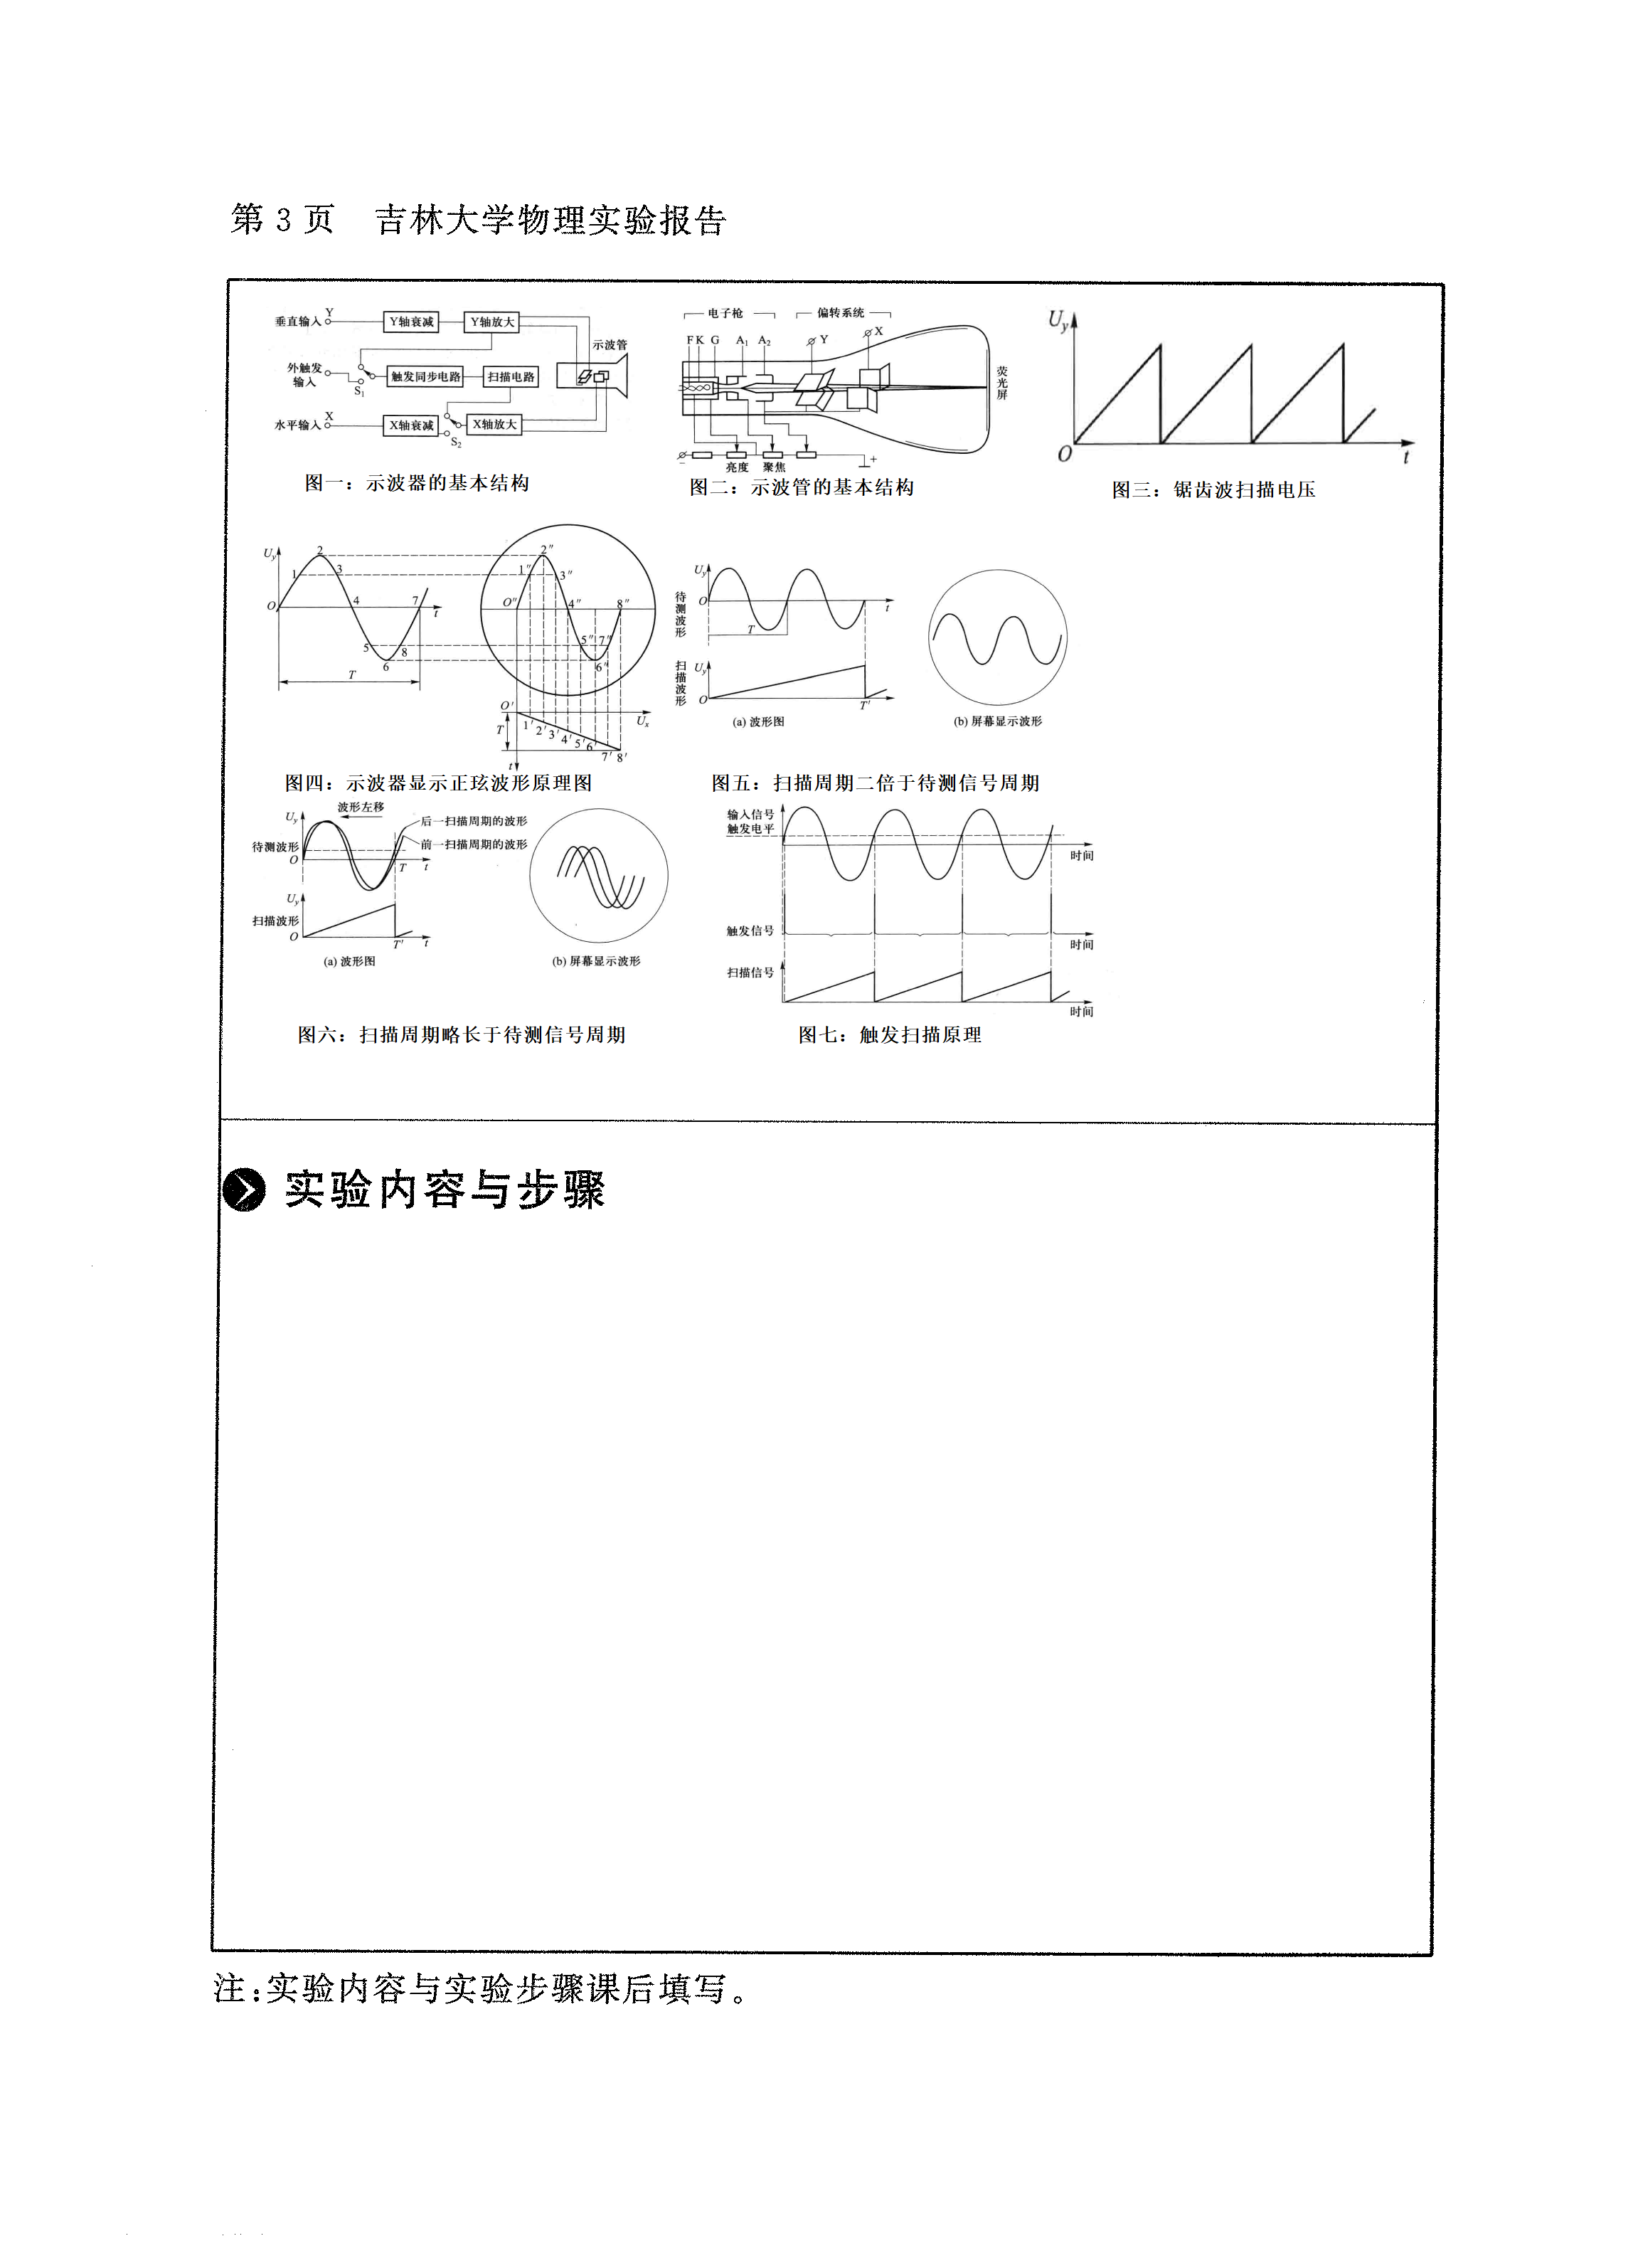 第 3 页 吉林大学物理实验报告
垂直输入 Y
Y轴衰减
Y轴放大
示波管
外触发
输入
S1
触发同步电路
扫描电路
水平输入 X
X轴衰减
S2
X轴放大
图一：示波器的基本结构
电子枪
偏转系统
F K G A1 A2 Y X
荧光屏
亮度 聚焦
− +
图二：示波管的基本结构
Uy
O
t
图三：锯齿波扫描电压
Uy
O
1 2 3 4 5 6 7 8
t
T
O″ 1″ 2″ 3″ 4″ 5″ 6″ 7″ 8″
O′ Ux
T
1′ 2′ 3′ 4′ 5′ 6′ 7′ 8′
t
图四：示波器显示正玹波形原理图
待测波形
Uy
O
T
t
扫描波形
Uy
O
T′
(a) 波形图
(b) 屏幕显示波形
图五：扫描周期二倍于待测信号周期
波形左移
Uy
后一扫描周期的波形
前一扫描周期的波形
待测波形
O
T t
Uy
扫描波形
O
T′ t
(a) 波形图
(b) 屏幕显示波形
图六：扫描周期略长于待测信号周期
输入信号
触发电平
时间
触发信号
时间
扫描信号
时间
图七：触发扫描原理
实验内容与步骤
注：实验内容与实验步骤课后填写。